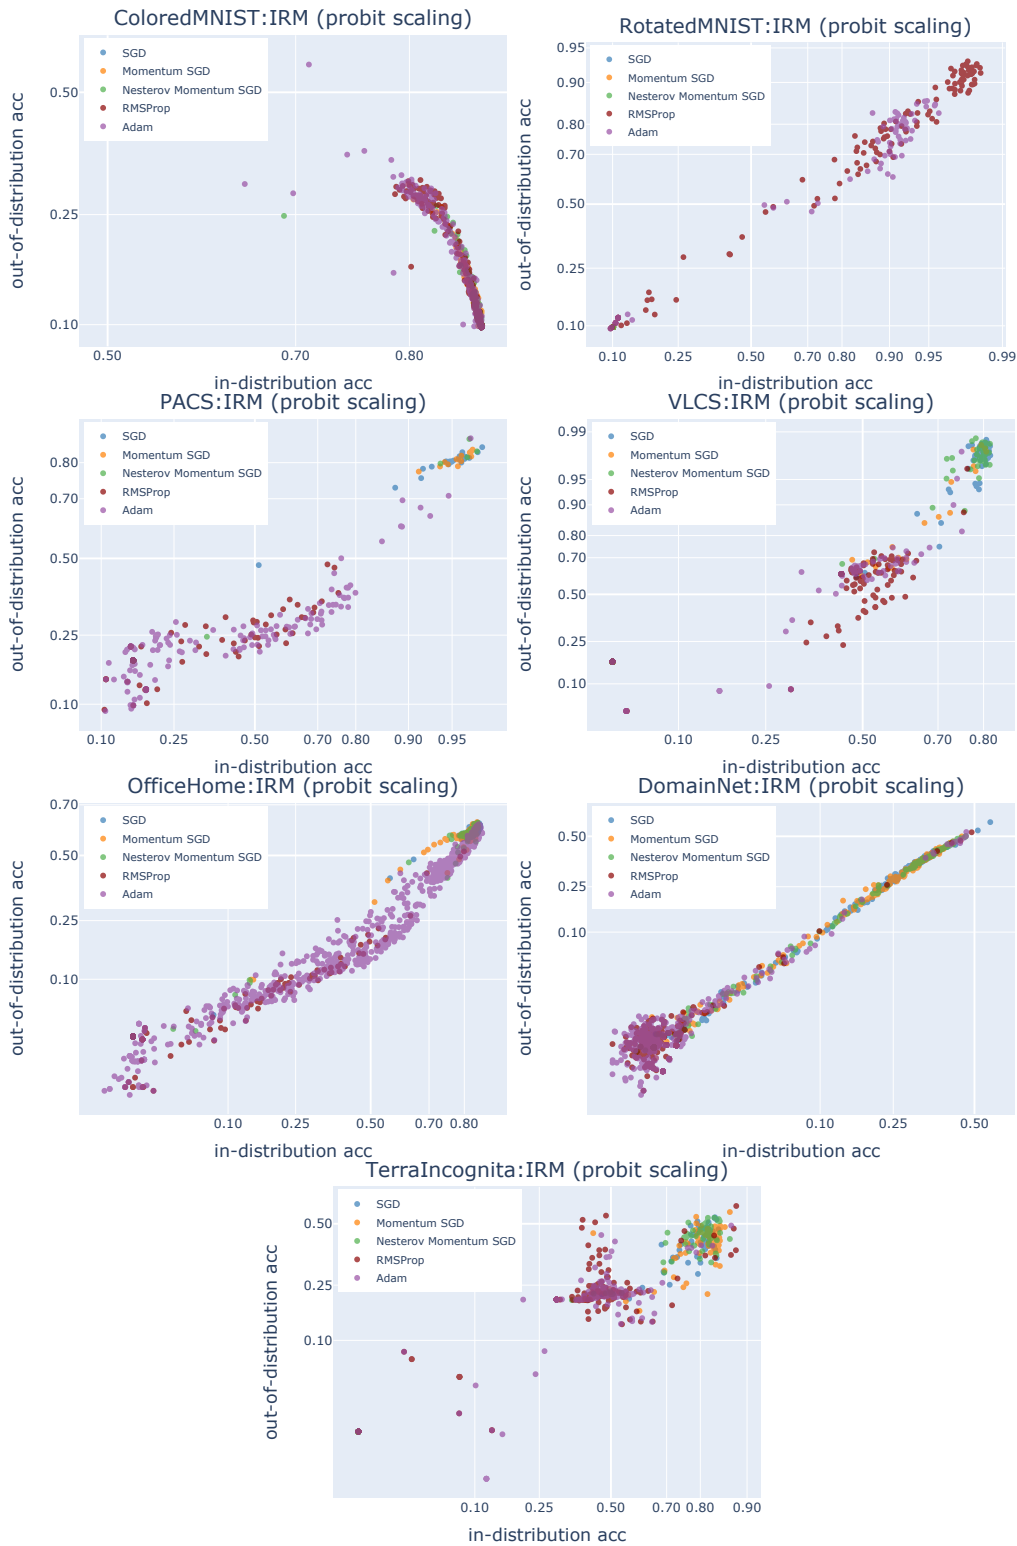 ColoredMNIST:IRM (probit scaling)
SGD
Momentum SGD
Nesterov Momentum SGD
RMSProp
Adam
0.50
0.25
0.10
out-of-distribution acc
0.50
0.70
0.80
in-distribution acc
RotatedMNIST:IRM (probit scaling)
SGD
Momentum SGD
Nesterov Momentum SGD
RMSProp
Adam
0.95
0.90
0.80
0.70
0.50
0.25
0.10
out-of-distribution acc
0.10
0.25
0.50
0.70
0.80
0.90
0.95
0.99
in-distribution acc
PACS:IRM (probit scaling)
SGD
Momentum SGD
Nesterov Momentum SGD
RMSProp
Adam
0.80
0.70
0.50
0.25
0.10
out-of-distribution acc
0.10
0.25
0.50
0.70
0.80
0.90
0.95
in-distribution acc
VLCS:IRM (probit scaling)
SGD
Momentum SGD
Nesterov Momentum SGD
RMSProp
Adam
0.99
0.95
0.90
0.80
0.70
0.50
0.25
0.10
out-of-distribution acc
0.10
0.25
0.50
0.70
0.80
in-distribution acc
OfficeHome:IRM (probit scaling)
SGD
Momentum SGD
Nesterov Momentum SGD
RMSProp
Adam
0.70
0.50
0.25
0.10
out-of-distribution acc
0.10
0.25
0.50
0.70
0.80
in-distribution acc
DomainNet:IRM (probit scaling)
SGD
Momentum SGD
Nesterov Momentum SGD
RMSProp
Adam
0.50
0.25
0.10
out-of-distribution acc
0.10
0.25
0.50
in-distribution acc
TerraIncognita:IRM (probit scaling)
SGD
Momentum SGD
Nesterov Momentum SGD
RMSProp
Adam
0.50
0.25
0.10
out-of-distribution acc
0.10
0.25
0.50
0.70
0.80
0.90
in-distribution acc